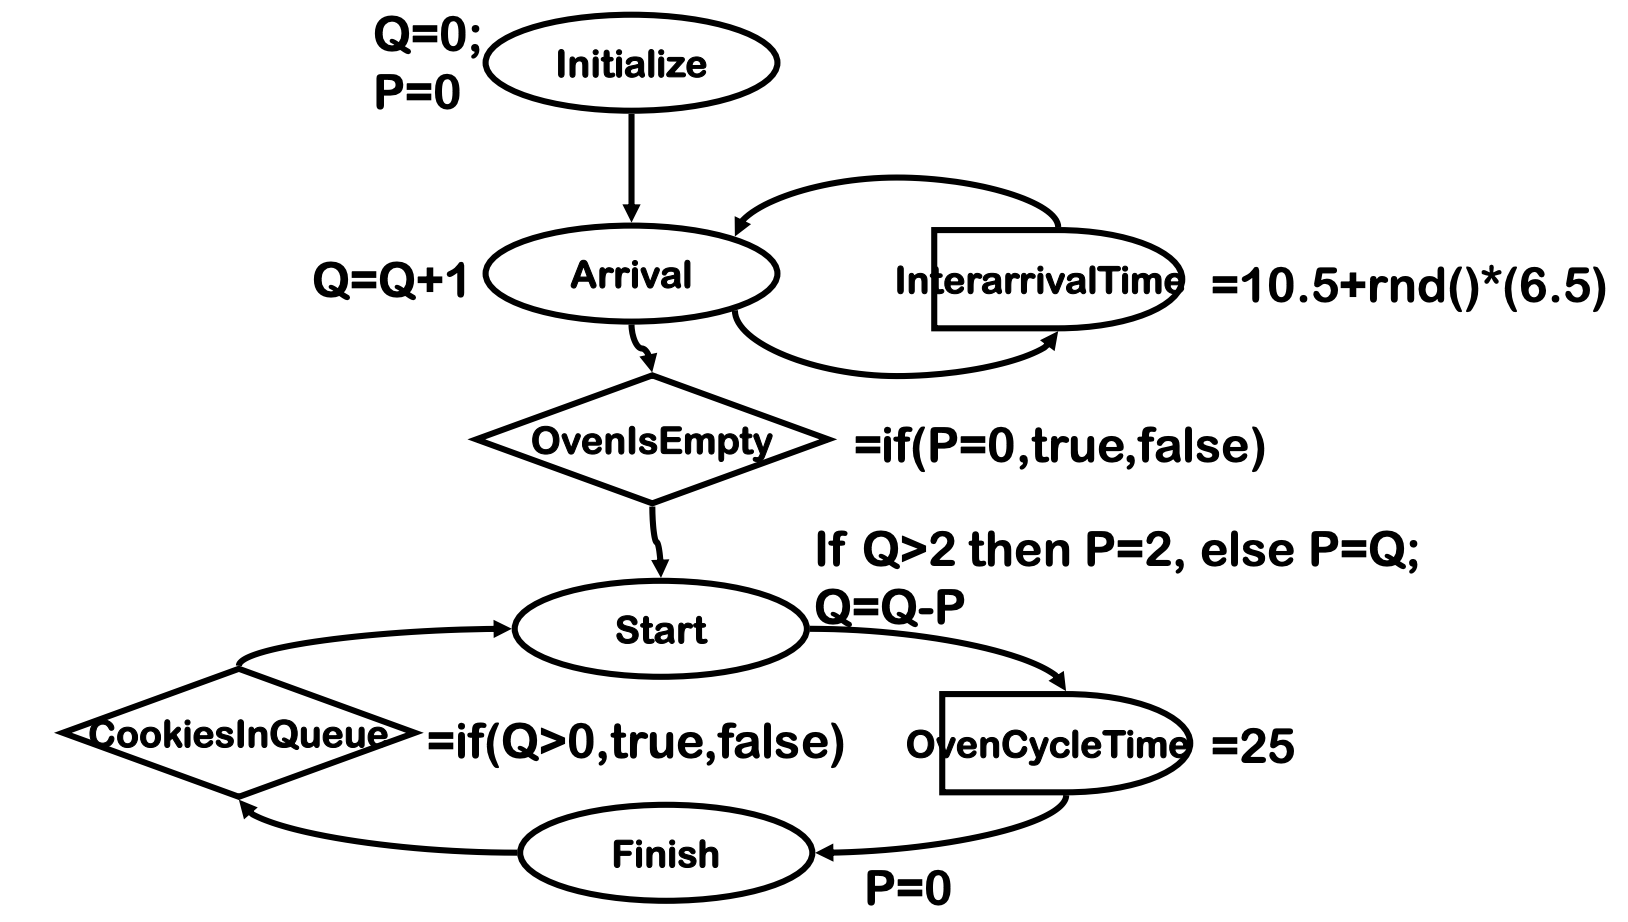 Q=0;
P=0
Initialize
Q=Q+1
Arrival
InterarrivalTime
=10.5+rnd()*(6.5)
OvenIsEmpty
=if(P=0,true,false)
If Q>2 then P=2, else P=Q;
Q=Q-P
Start
CookiesInQueue
=if(Q>0,true,false)
OvenCycleTime
=25
Finish
P=0